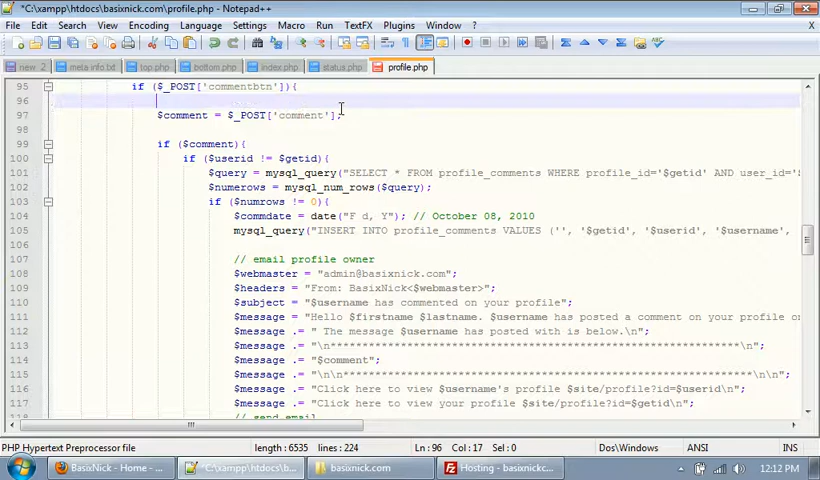 *C:\xampp\htdocs\basixnick.com\profile.php - Notepad++
File Edit Search View Encoding Language Settings Macro Run TextFX Plugins Window ? X
new 2 meta info.txt top.php bottom.php index.php status.php profile.php
95 if ($_POST['commentbtn']){
96
97 $comment = $_POST['comment'];
98
99 if ($comment){
100 if ($userid != $getid){
101 $query = mysql_query("SELECT * FROM profile_comments WHERE profile_id='$getid' AND user_id='
102 $numerows = mysql_num_rows($query);
103 if ($numrows != 0){
104 $commdate = date("F d, Y"); // October 08, 2010
105 mysql_query("INSERT INTO profile_comments VALUES ('', '$getid', '$userid', '$username',
106
107 // email profile owner
108 $webmaster = "admin@basixnick.com";
109 $headers = "From: BasixNick<$webmaster>";
110 $subject = "$username has commented on your profile";
111 $message = "Hello $firstname $lastname. $username has posted a comment on your profile on
112 $message .= " The message $username has posted with is below.\n";
113
114 $message .= "$comment";
115
116 $message .= "Click here to view $username's profile $site/profile?id=$userid\n";
117 $message .= "Click here to view your profile $site/profile?id=$getid\n";
118 // send email
PHP Hypertext Preprocessor file length : 6535 lines : 224 Ln : 96 Col : 17 Sel : 0 Dos\Windows ANSI INS
BasixNick - Home - ... *C:\xampp\htdocs\b... basixnick.com Hosting - basixnickc... 12:12 PM